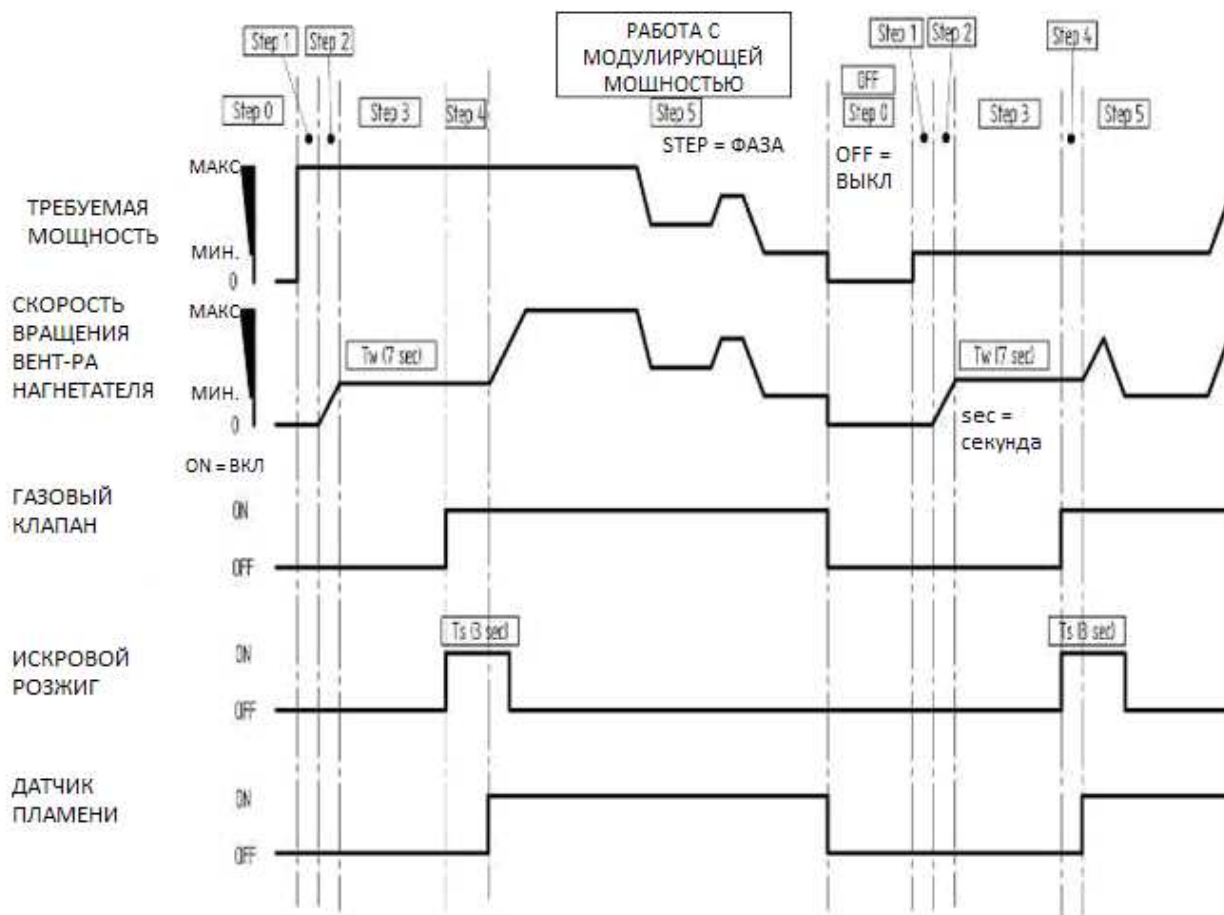 Step 1 Step 2
РАБОТА С
МОДУЛИРУЮЩЕЙ
МОЩНОСТЬЮ
Step 1 Step 2
Step 4
OFF
Step 0
Step 3
Step 4
Step 5
Step 0
Step 3
Step 5
STEP = ФАЗА
OFF =
ВЫКЛ
ТРЕБУЕМАЯ
МОЩНОСТЬ
МАКС
МИН.
0
СКОРОСТЬ
ВРАЩЕНИЯ
ВЕНТ-РА
НАГНЕТАТЕЛЯ
МАКС
МИН.
0
Tw (7 sec)
Tw (7 sec)
sec =
секунда
ON = ВКЛ
ГАЗОВЫЙ
КЛАПАН
ON
OFF
ИСКРОВОЙ
РОЗЖИГ
ON
OFF
Ts (3 sec)
Ts (3 sec)
ДАТЧИК
ПЛАМЕНИ
ON
OFF